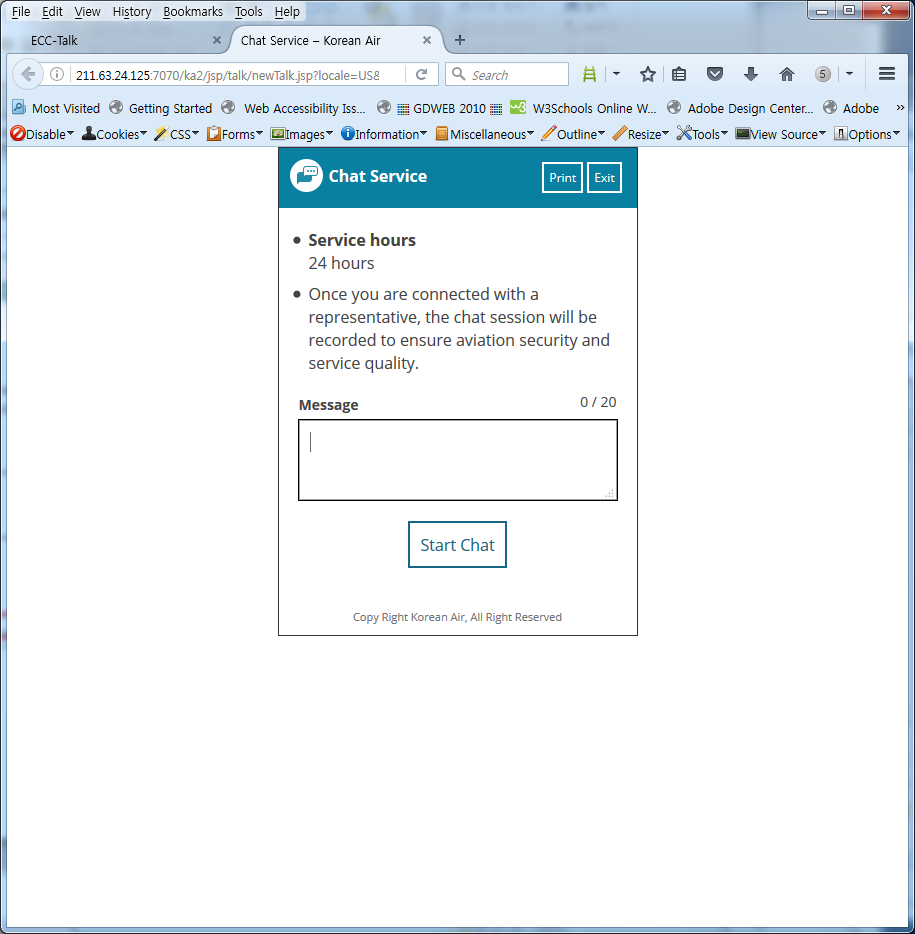 File Edit View History Bookmarks Tools Help
ECC-Talk
Chat Service – Korean Air
211.63.24.125:7070/ka2/jsp/talk/newTalk.jsp?locale=US&
Search
5
Most Visited Getting Started Web Accessibility Iss... GDWEB 2010 W3Schools Online W... Adobe Design Center... Adobe
Disable Cookies CSS Forms Images Information Miscellaneous Outline Resize Tools View Source Options
Chat Service
Print Exit
Service hours
24 hours
Once you are connected with a
representative, the chat session will be
recorded to ensure aviation security and
service quality.
Message 0 / 20
Start Chat
Copy Right Korean Air, All Right Reserved